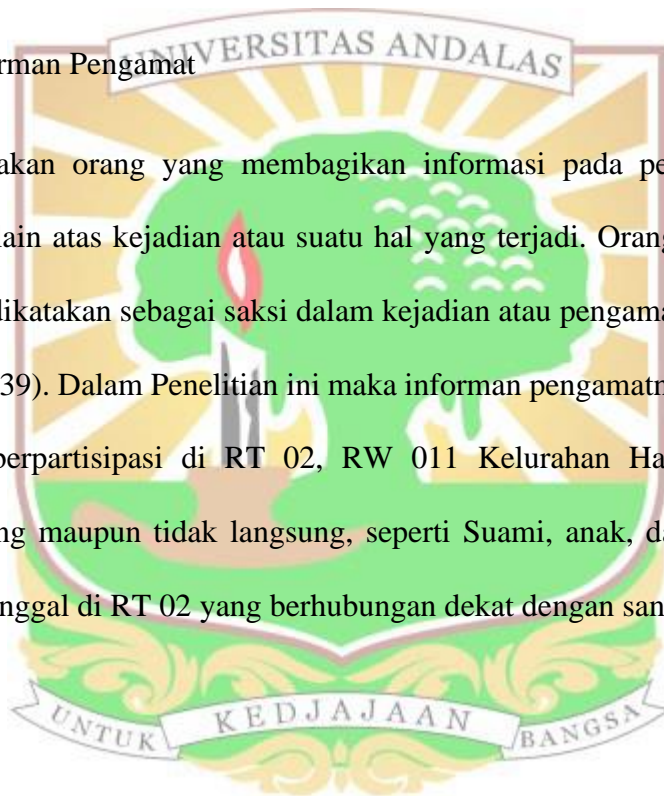 UNIVERSITAS ANDALAS
rman Pengamat
akan orang yang membagikan informasi pada pe
lain atas kejadian atau suatu hal yang terjadi. Orang
dikatakan sebagai saksi dalam kejadian atau pengama
39). Dalam Penelitian ini maka informan pengamatn
berpartisipasi di RT 02, RW 011 Kelurahan Ha
ng maupun tidak langsung, seperti Suami, anak, da
nggal di RT 02 yang berhubungan dekat dengan san
UNTUK KEDJAJAAN BANGSA